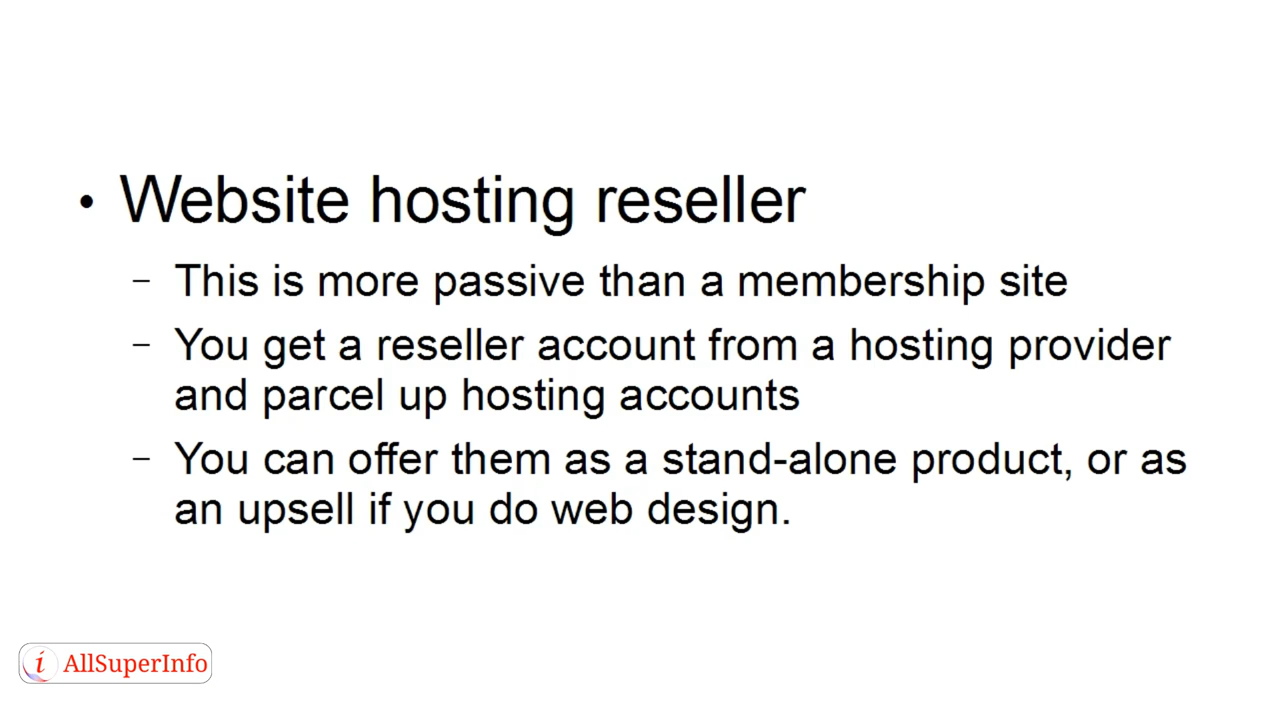 • Website hosting reseller
– This is more passive than a membership site
– You get a reseller account from a hosting provider
and parcel up hosting accounts
– You can offer them as a stand-alone product, or as
an upsell if you do web design.
i AllSuperInfo